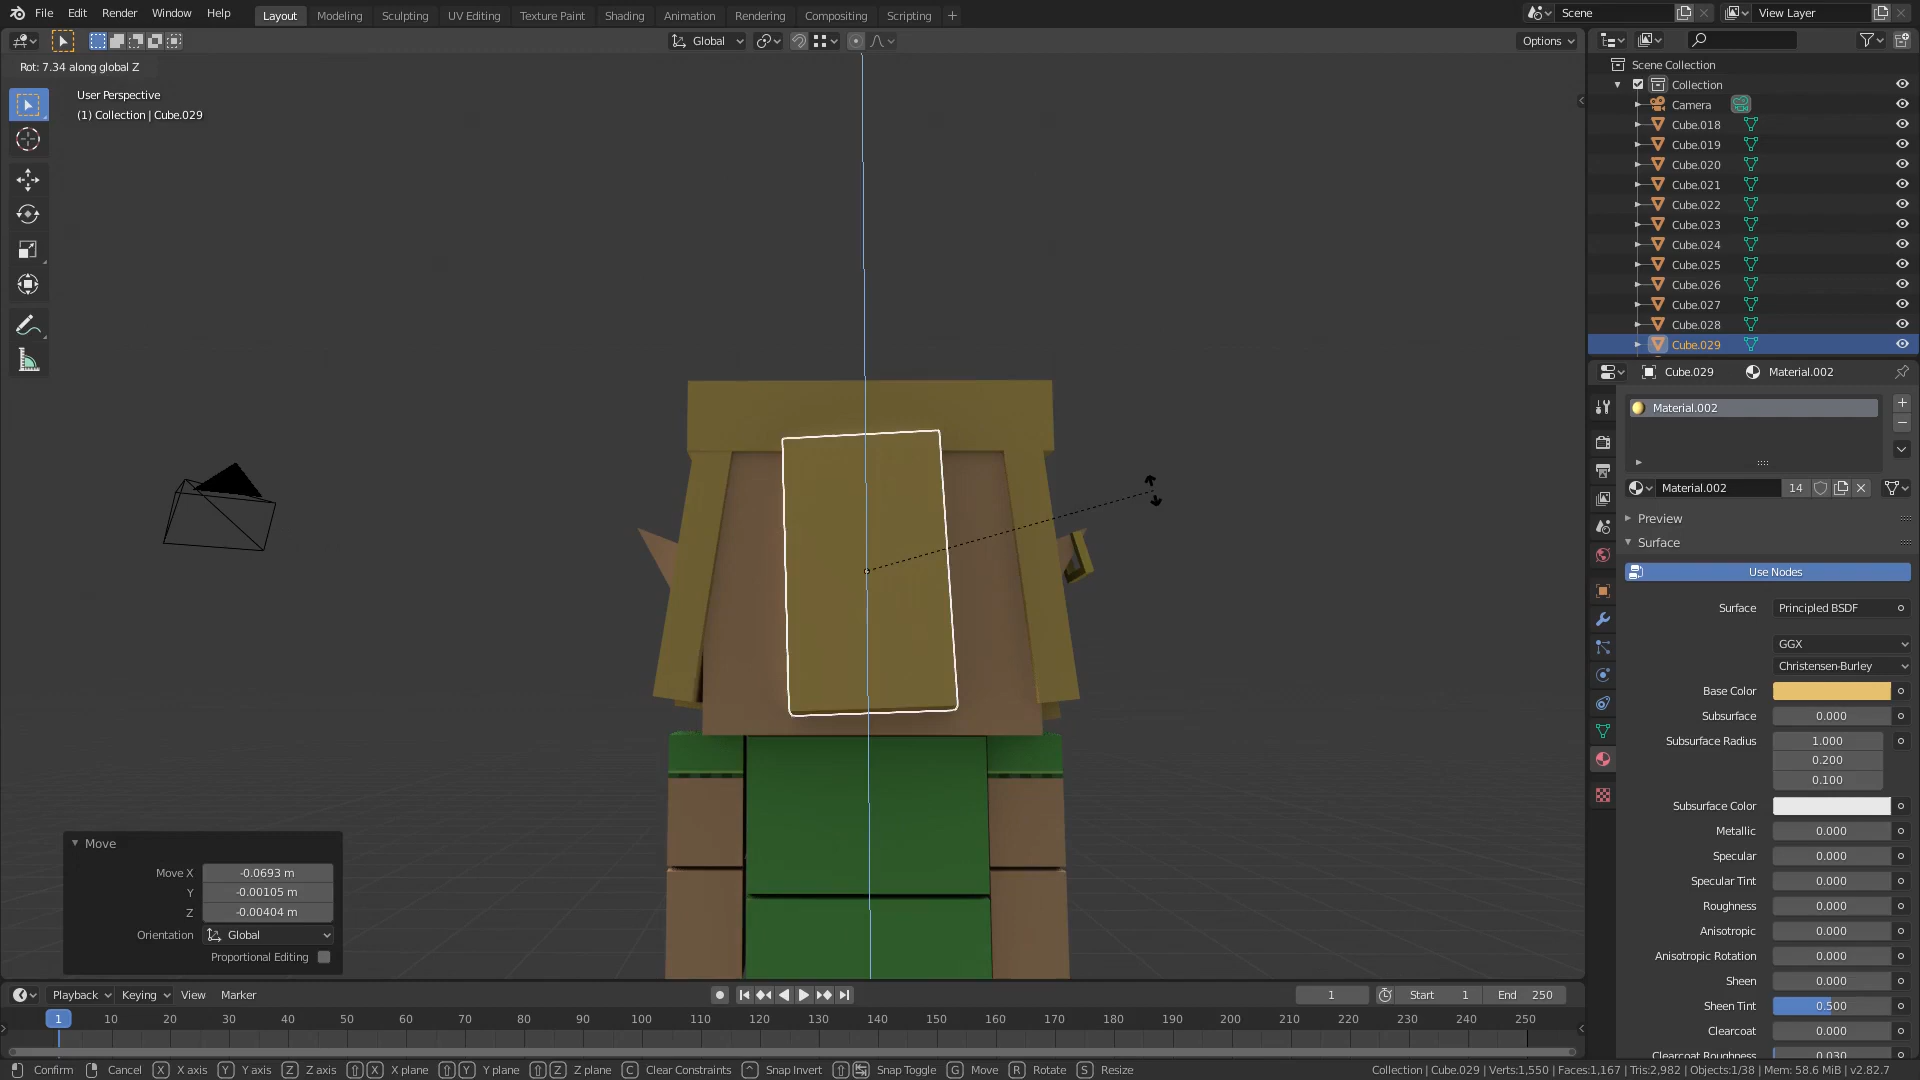 File Edit Render Window Help Layout Modeling Sculpting UV Editing Texture Paint Shading Animation Rendering Compositing Scripting + Scene View Layer
Global Options
Rot: 7.34 along global Z
User Perspective
(1) Collection | Cube.029
Scene Collection
Collection
Camera
Cube.018
Cube.019
Cube.020
Cube.021
Cube.022
Cube.023
Cube.024
Cube.025
Cube.026
Cube.027
Cube.028
Cube.029
Cube.029 Material.002
Material.002
Material.002 14
Preview
Surface
Use Nodes
Surface Principled BSDF
GGX
Christensen-Burley
Base Color
Subsurface 0.000
Subsurface Radius 1.000
0.200
0.100
Subsurface Color
Metallic 0.000
Specular 0.000
Specular Tint 0.000
Roughness 0.000
Anisotropic 0.000
Anisotropic Rotation 0.000
Sheen 0.000
Sheen Tint 0.500
Clearcoat 0.000
Clearcoat Roughness 0.030
Move
Move X -0.0693 m
Y -0.00105 m
Z -0.00404 m
Orientation Global
Proportional Editing
Playback Keying View Marker 1 Start 1 End 250
1 10 20 30 40 50 60 70 80 90 100 110 120 130 140 150 160 170 180 190 200 210 220 230 240 250
Confirm Cancel X X axis Y Y axis Z Z axis X X plane Y Y plane Z Z plane C Clear Constraints ^ Snap Invert Snap Toggle G Move R Rotate S Resize Collection | Cube.029 | Verts:1,550 | Faces:1,167 | Tris:2,982 | Objects:1/38 | Mem: 58.6 MiB | v2.82.7